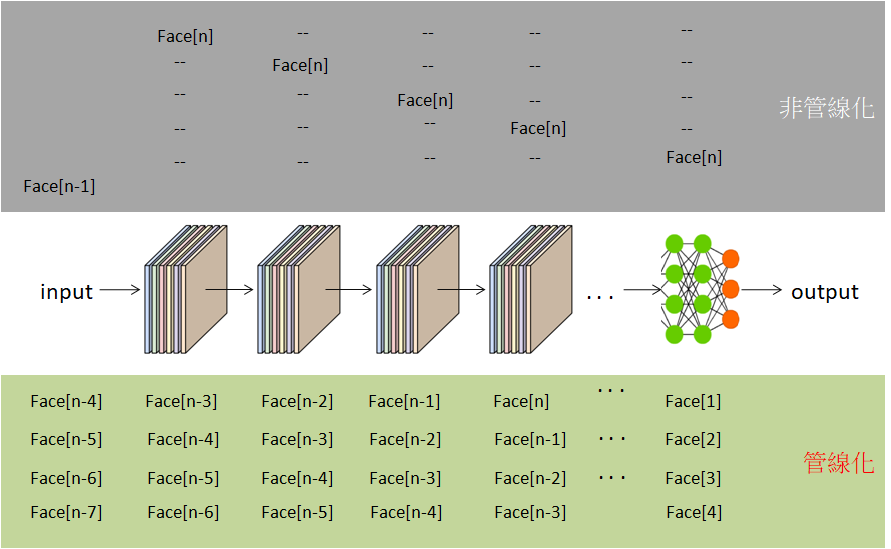 Face[n] -- -- -- --
-- Face[n] -- -- --
-- -- Face[n] -- --
非管線化
-- -- -- Face[n] --
-- -- -- -- Face[n]
Face[n-1]
input ... output
Face[n-4] Face[n-3] Face[n-2] Face[n-1] Face[n] ... Face[1]
Face[n-5] Face[n-4] Face[n-3] Face[n-2] Face[n-1] ... Face[2]
管線化
Face[n-6] Face[n-5] Face[n-4] Face[n-3] Face[n-2] ... Face[3]
Face[n-7] Face[n-6] Face[n-5] Face[n-4] Face[n-3] Face[4]